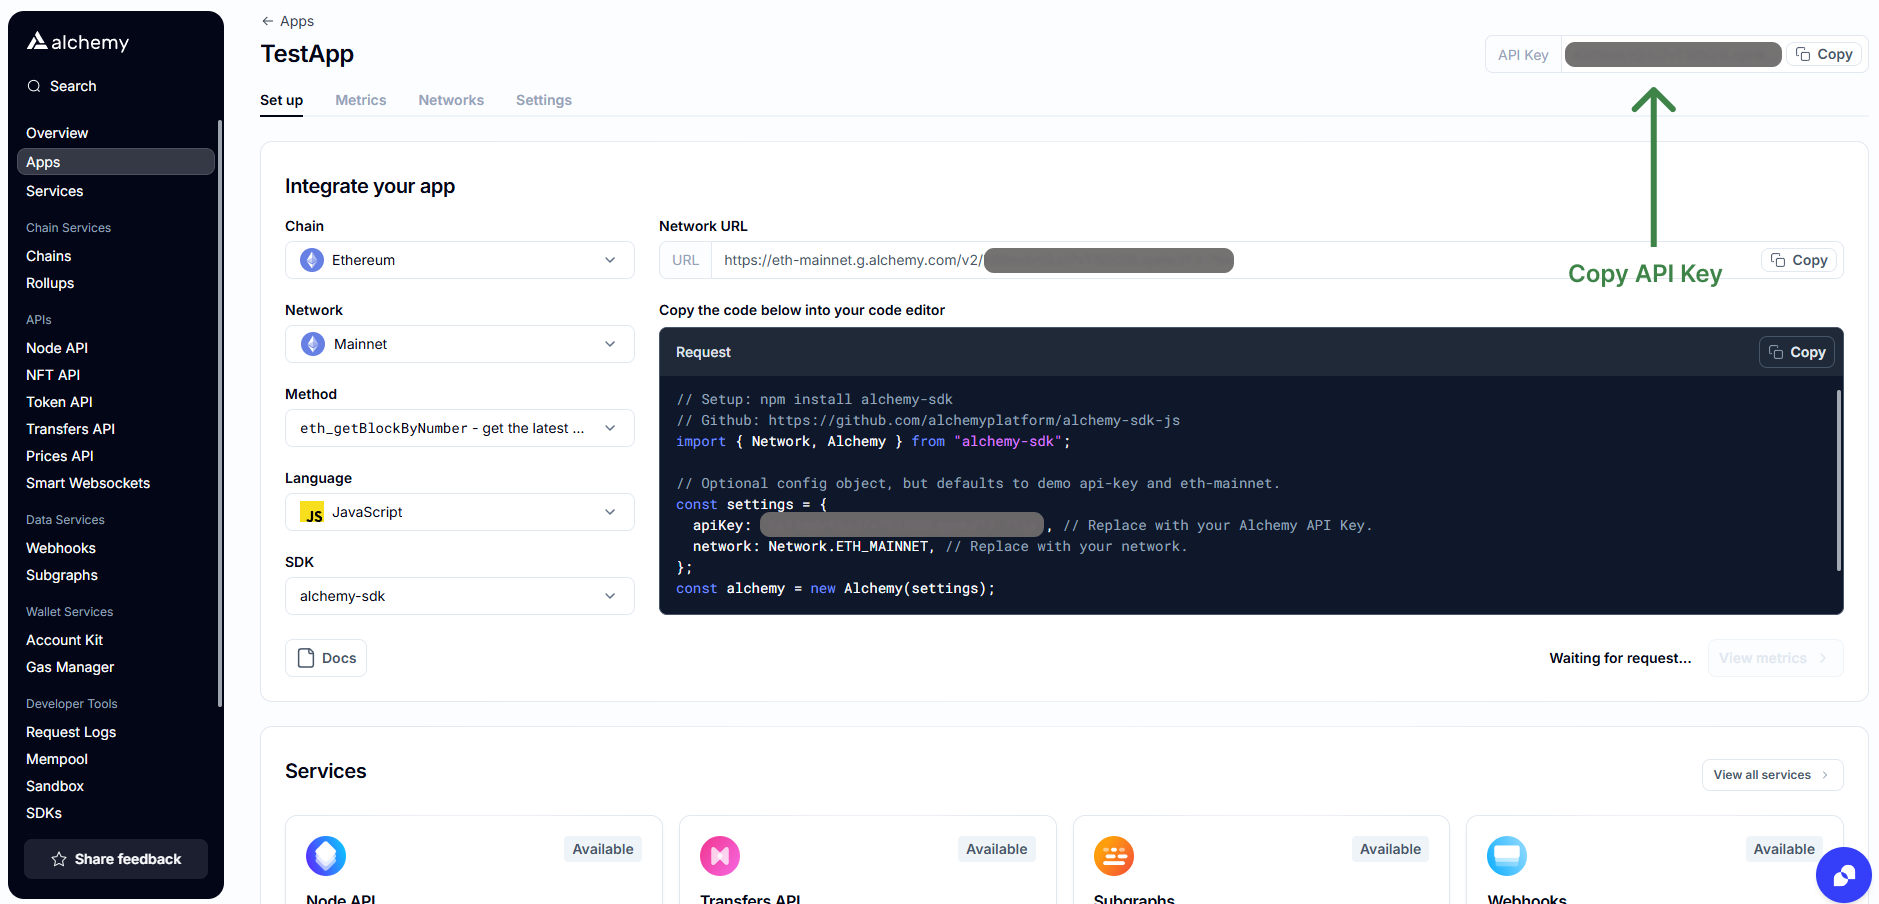 alchemy
Search
Overview
Apps
Services
Chain Services
Chains
Rollups
APIs
Node API
NFT API
Token API
Transfers API
Prices API
Smart Websockets
Data Services
Webhooks
Subgraphs
Wallet Services
Account Kit
Gas Manager
Developer Tools
Request Logs
Mempool
Sandbox
SDKs
Share feedback
← Apps
TestApp
API Key
Copy
Set up Metrics Networks Settings
Copy API Key
Integrate your app
Chain
Ethereum
Network
Mainnet
Method
eth_getBlockByNumber - get the latest ...
Language
JS JavaScript
SDK
alchemy-sdk
Docs
Network URL
URL https://eth-mainnet.g.alchemy.com/v2/
Copy
Copy the code below into your code editor
Request
Copy
// Setup: npm install alchemy-sdk
// Github: https://github.com/alchemyplatform/alchemy-sdk-js
import { Network, Alchemy } from "alchemy-sdk";
// Optional config object, but defaults to demo api-key and eth-mainnet.
const settings = {
apiKey: , // Replace with your Alchemy API Key.
network: Network.ETH_MAINNET, // Replace with your network.
};
const alchemy = new Alchemy(settings);
Waiting for request...
View metrics
Services
View all services
Available
Node API
Available
Transfers API
Available
Subgraphs
Available
Webhooks